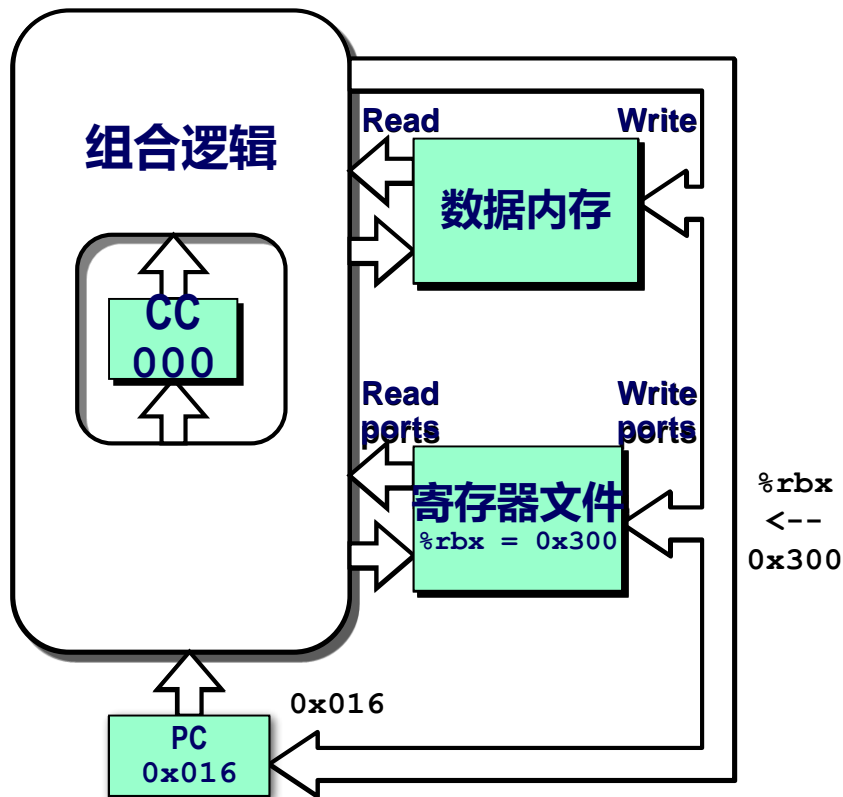 组合逻辑
Read
Write
数据内存
CC
000
Read
ports
Write
ports
寄存器文件
%rbx = 0x300
%rbx
<--
0x300
0x016
PC
0x016